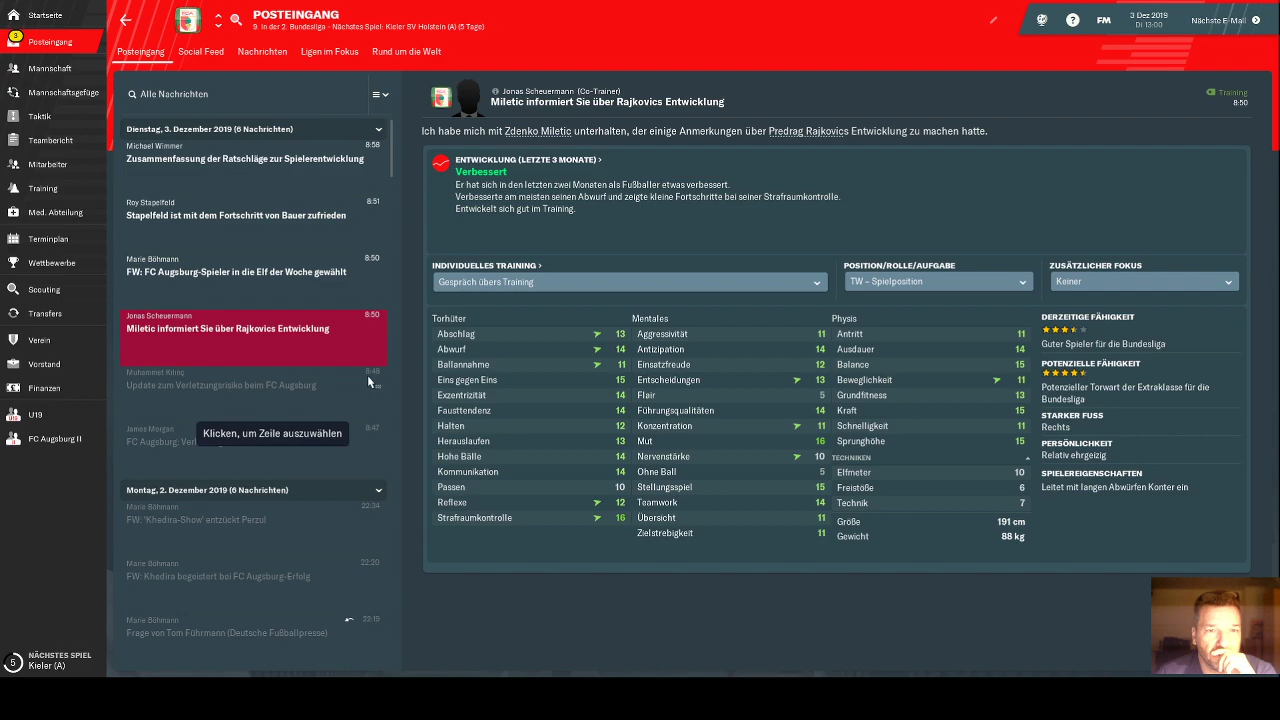 Startseite
3
Posteingang
Mannschaft
Mannschaftsgefüge
Taktik
Teambericht
Mitarbeiter
Training
Med. Abteilung
Terminplan
Wettbewerbe
Scouting
Transfers
Verein
Vorstand
Finanzen
U19
FC Augsburg II
NÄCHSTES SPIEL
5 Kieler (A)
POSTEINGANG
9. in der 2. Bundesliga - Nächstes Spiel: Kieler SV Holstein (A) (5 Tage)
? FM
3 Dez 2019
Di 13:00
Nächste E-Mail
Posteingang Social Feed Nachrichten Ligen im Fokus Rund um die Welt
Alle Nachrichten
Dienstag, 3. Dezember 2019 (6 Nachrichten)
Michael Wimmer 8:58
Zusammenfassung der Ratschläge zur Spielerentwicklung
Roy Stapelfeld 8:51
Stapelfeld ist mit dem Fortschritt von Bauer zufrieden
Marie Böhmann 8:50
FW: FC Augsburg-Spieler in die Elf der Woche gewählt
Jonas Scheuermann 8:50
Miletic informiert Sie über Rajkovics Entwicklung
Muhammet Kilinç 8:48
Update zum Verletzungsrisiko beim FC Augsburg
James Morgan 8:47
FC Augsburg:
Klicken, um Zeile auszuwählen
Montag, 2. Dezember 2019 (6 Nachrichten)
Marie Böhmann 22:34
FW: 'Khedira-Show' entzückt Perzul
Marie Böhmann 22:20
FW: Khedira begeistert bei FC Augsburg-Erfolg
Marie Böhmann 22:19
Frage von Tom Führmann (Deutsche Fußballpresse)
Jonas Scheuermann (Co-Trainer)
Miletic informiert Sie über Rajkovics Entwicklung
Training
8:50
Ich habe mich mit Zdenko Miletic unterhalten, der einige Anmerkungen über Predrag Rajkovics Entwicklung zu machen hatte.
ENTWICKLUNG (LETZTE 3 MONATE) >
Verbessert
Er hat sich in den letzten zwei Monaten als Fußballer etwas verbessert.
Verbesserte am meisten seinen Abwurf und zeigte kleine Fortschritte bei seiner Strafraumkontrolle.
Entwickelt sich gut im Training.
INDIVIDUELLES TRAINING > POSITION/ROLLE/AUFGABE ZUSÄTZLICHER FOKUS
Gespräch übers Training TW – Spielposition Keiner
Torhüter
Abschlag 13
Abwurf 14
Ballannahme 11
Eins gegen Eins 15
Exzentrizität 14
Fausttendenz 14
Halten 12
Herauslaufen 13
Hohe Bälle 14
Kommunikation 14
Passen 10
Reflexe 12
Strafraumkontrolle 16
Mentales
Aggressivität 11
Antizipation 14
Einsatzfreude 12
Entscheidungen 13
Flair 5
Führungsqualitäten 14
Konzentration 11
Mut 16
Nervenstärke 10
Ohne Ball 5
Stellungsspiel 15
Teamwork 14
Übersicht 11
Zielstrebigkeit 11
Physis
Antritt 11
Ausdauer 14
Balance 15
Beweglichkeit 11
Grundfitness 13
Kraft 15
Schnelligkeit 11
Sprunghöhe 15
TECHNIKEN
Elfmeter 10
Freistöße 6
Technik 7
Größe 191 cm
Gewicht 88 kg
DERZEITIGE FÄHIGKEIT
Guter Spieler für die Bundesliga
POTENZIELLE FÄHIGKEIT
Potenzieller Torwart der Extraklasse für die
Bundesliga
STARKER FUSS
Rechts
PERSÖNLICHKEIT
Relativ ehrgeizig
SPIELEREIGENSCHAFTEN
Leitet mit langen Abwürfen Konter ein